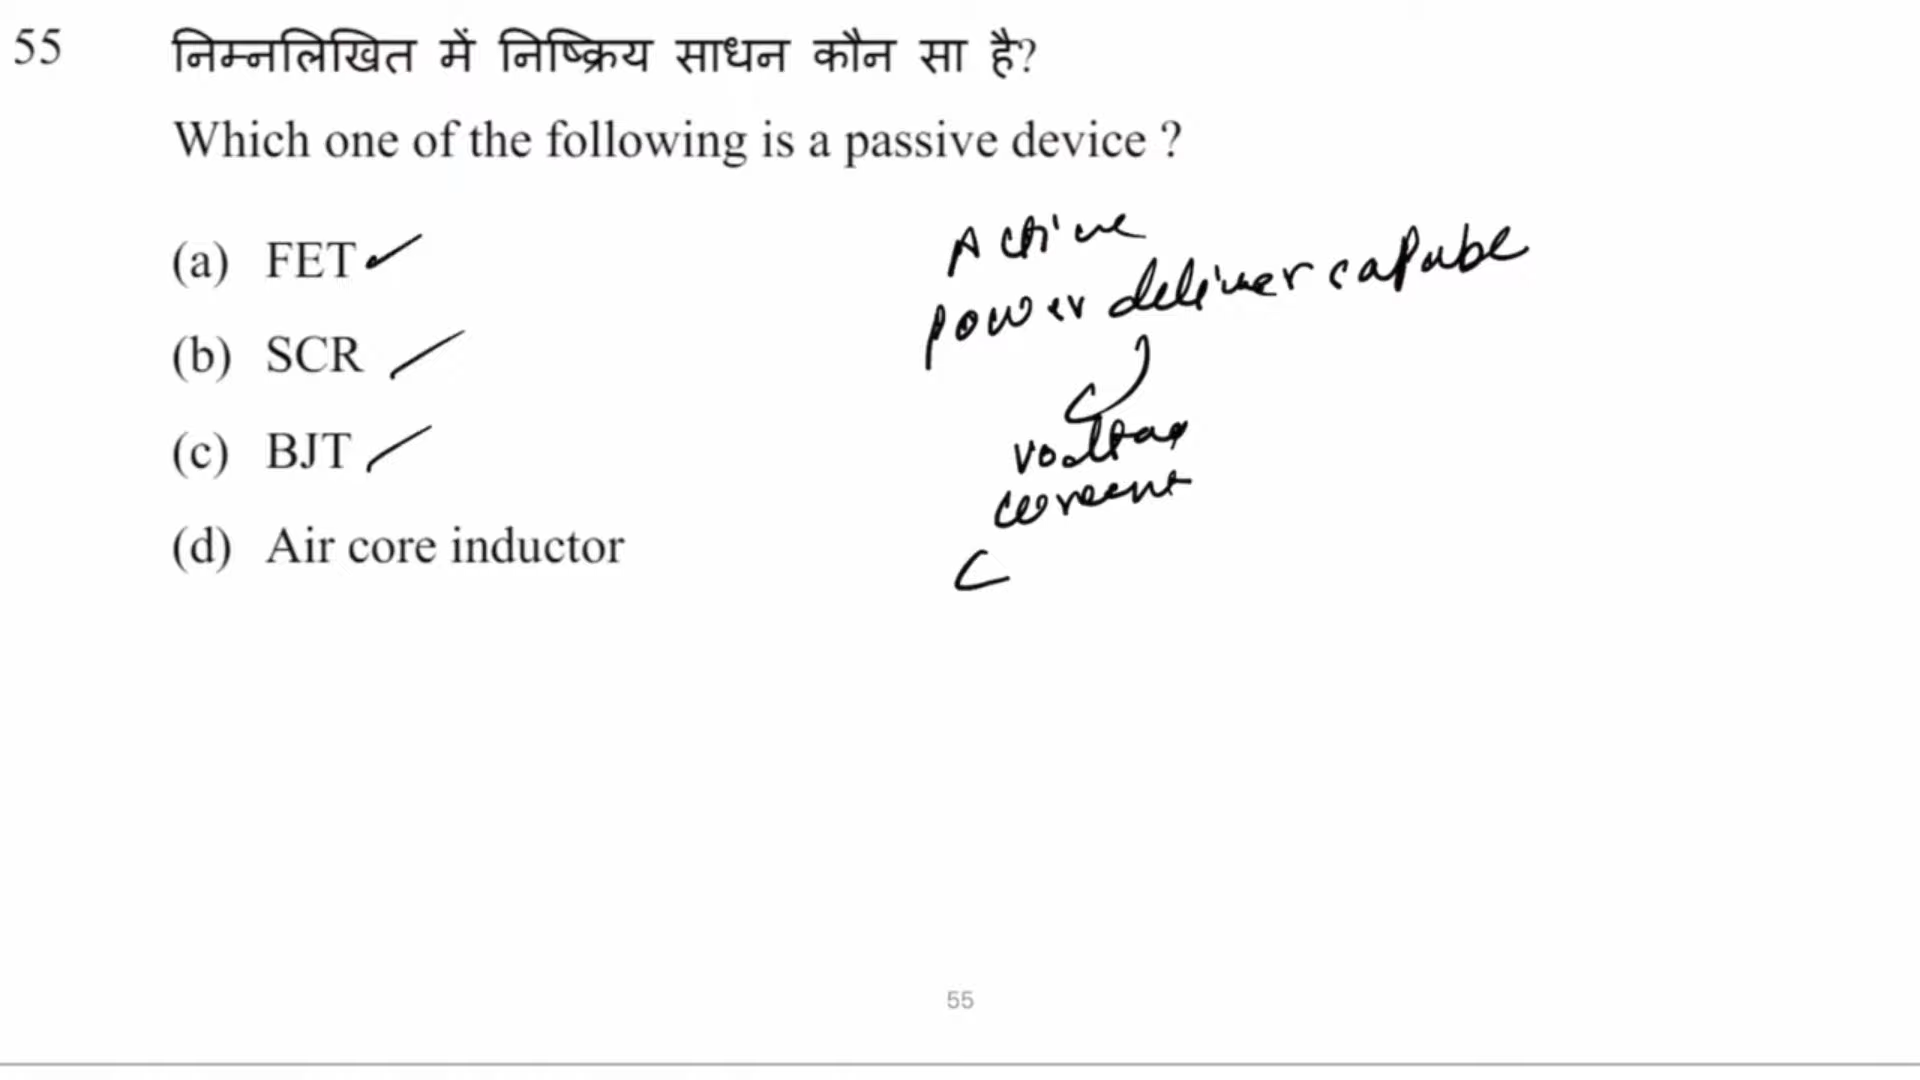 55 निम्नलिखित में निष्क्रिय साधन कौन सा है?
Which one of the following is a passive device ?
(a) FET
(b) SCR
(c) BJT
(d) Air core inductor
Active
power deliver capable
voltage
current
55